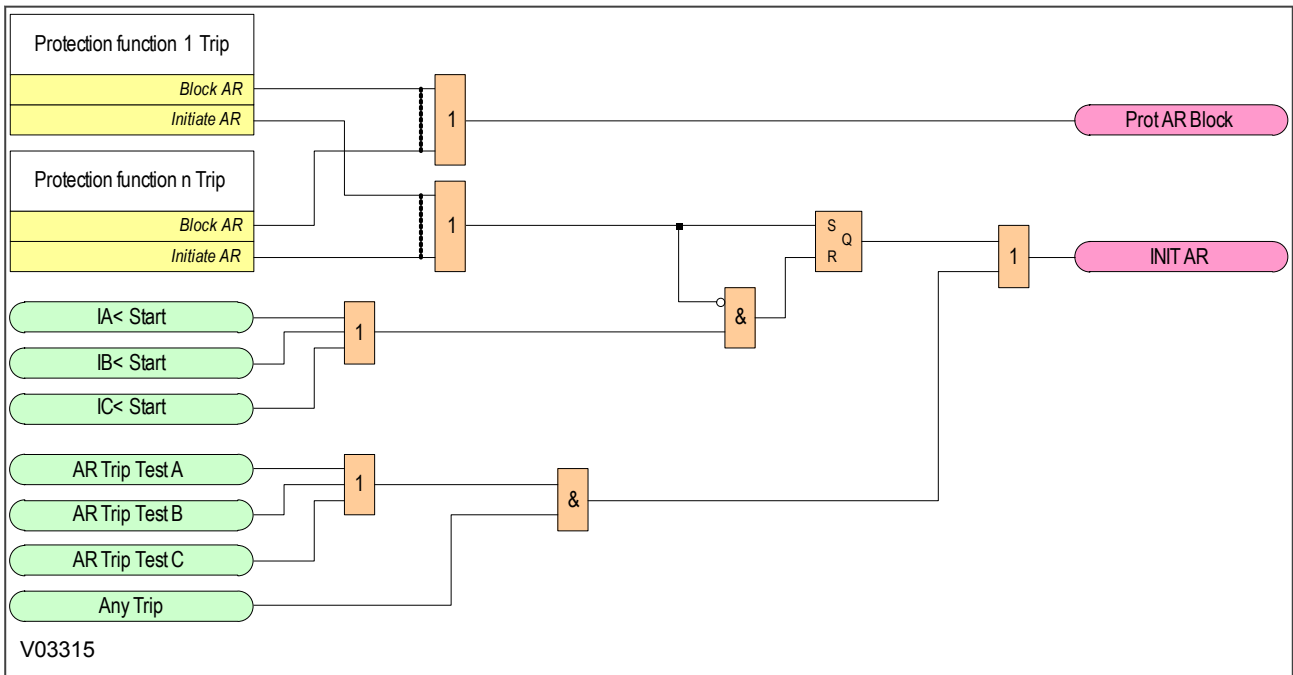 Protection function 1 Trip
Block AR
Initiate AR
1
Prot AR Block
Protection function n Trip
Block AR
Initiate AR
1
S
Q
R
1
INIT AR
IA< Start
IB< Start
IC< Start
1
&
AR Trip Test A
AR Trip Test B
AR Trip Test C
Any Trip
1
&
V03315